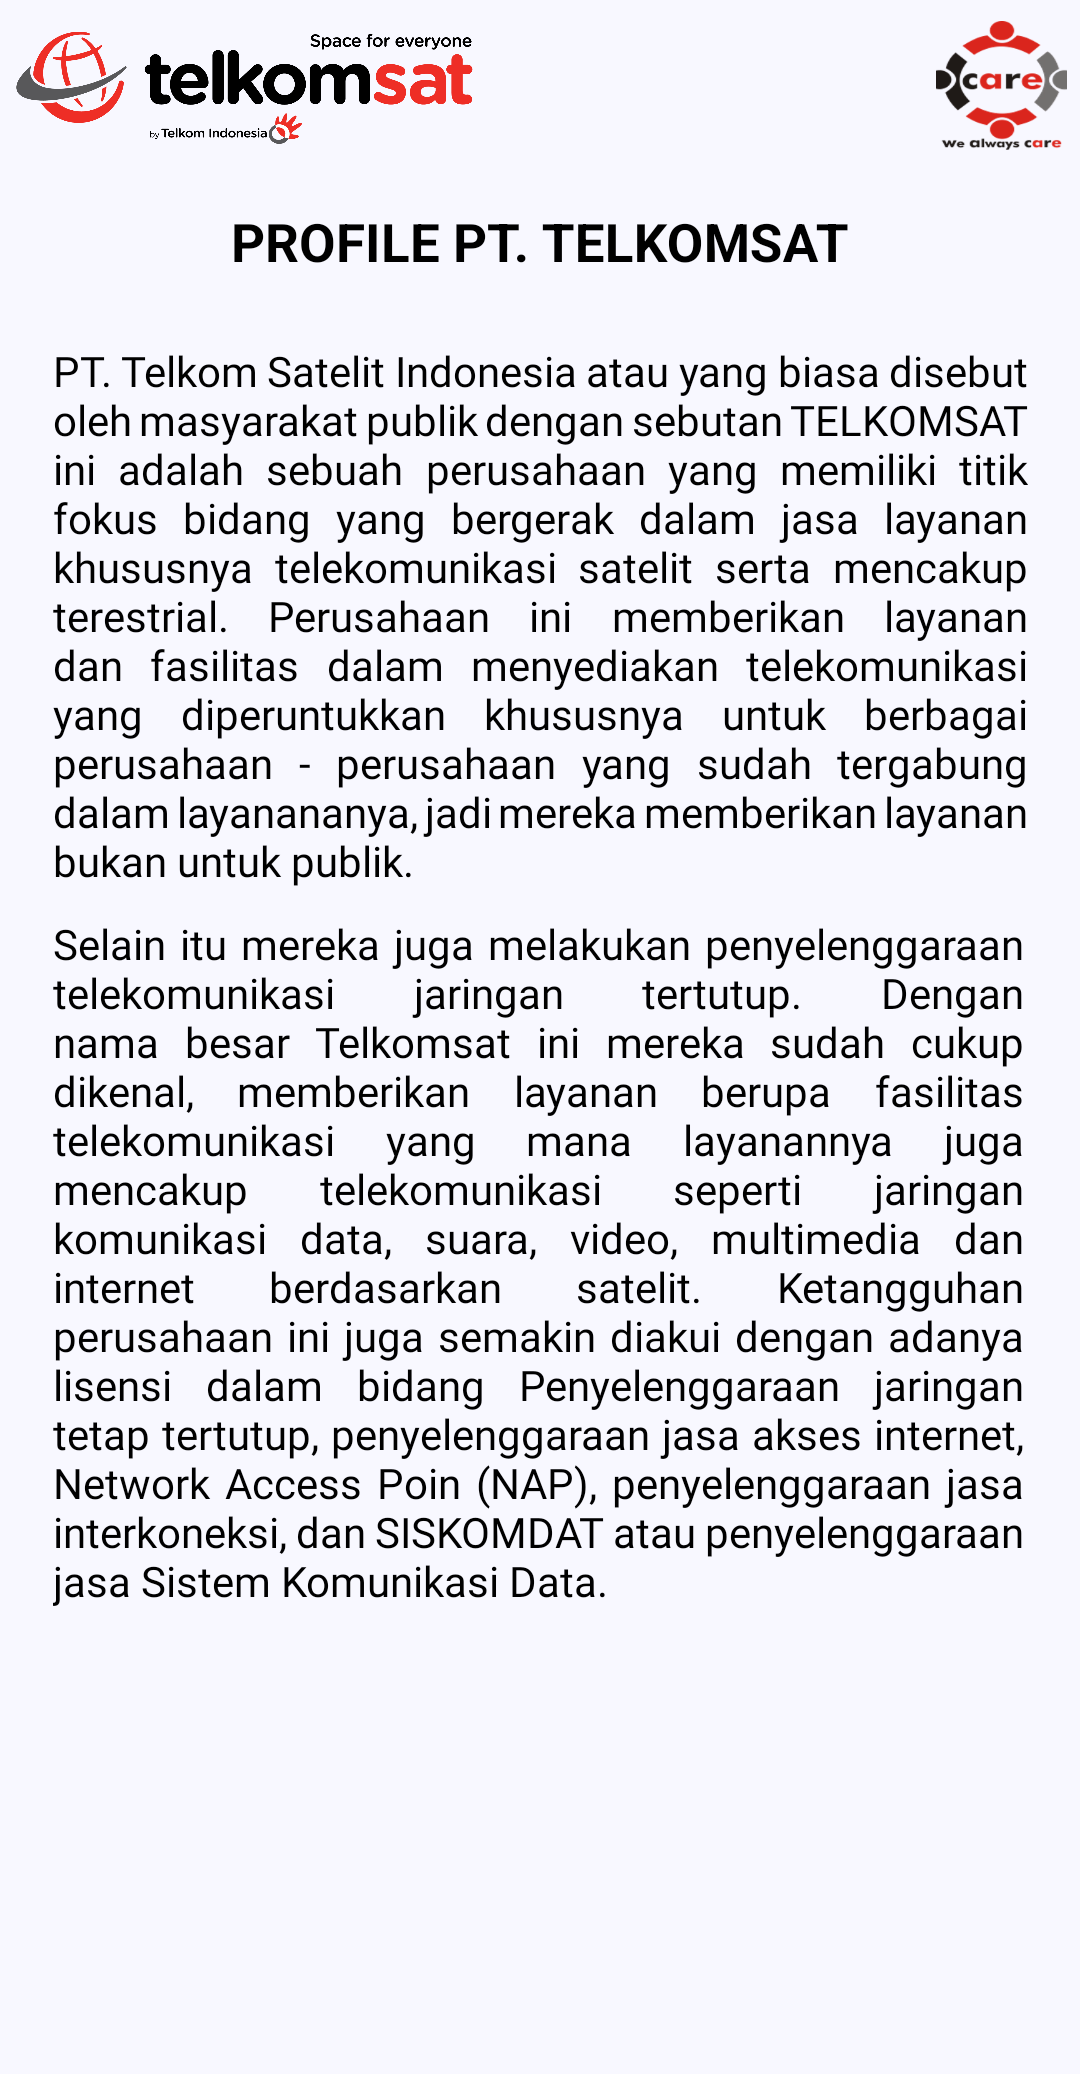 Space for everyone
telkomsat
by Telkom Indonesia
care
we always care
PROFILE PT. TELKOMSAT
PT. Telkom Satelit Indonesia atau yang biasa disebut
oleh masyarakat publik dengan sebutan TELKOMSAT
ini adalah sebuah perusahaan yang memiliki titik
fokus bidang yang bergerak dalam jasa layanan
khususnya telekomunikasi satelit serta mencakup
terestrial. Perusahaan ini memberikan layanan
dan fasilitas dalam menyediakan telekomunikasi
yang diperuntukkan khususnya untuk berbagai
perusahaan - perusahaan yang sudah tergabung
dalam layanananya, jadi mereka memberikan layanan
bukan untuk publik.
Selain itu mereka juga melakukan penyelenggaraan
telekomunikasi jaringan tertutup. Dengan
nama besar Telkomsat ini mereka sudah cukup
dikenal, memberikan layanan berupa fasilitas
telekomunikasi yang mana layanannya juga
mencakup telekomunikasi seperti jaringan
komunikasi data, suara, video, multimedia dan
internet berdasarkan satelit. Ketangguhan
perusahaan ini juga semakin diakui dengan adanya
lisensi dalam bidang Penyelenggaraan jaringan
tetap tertutup, penyelenggaraan jasa akses internet,
Network Access Poin (NAP), penyelenggaraan jasa
interkoneksi, dan SISKOMDAT atau penyelenggaraan
jasa Sistem Komunikasi Data.